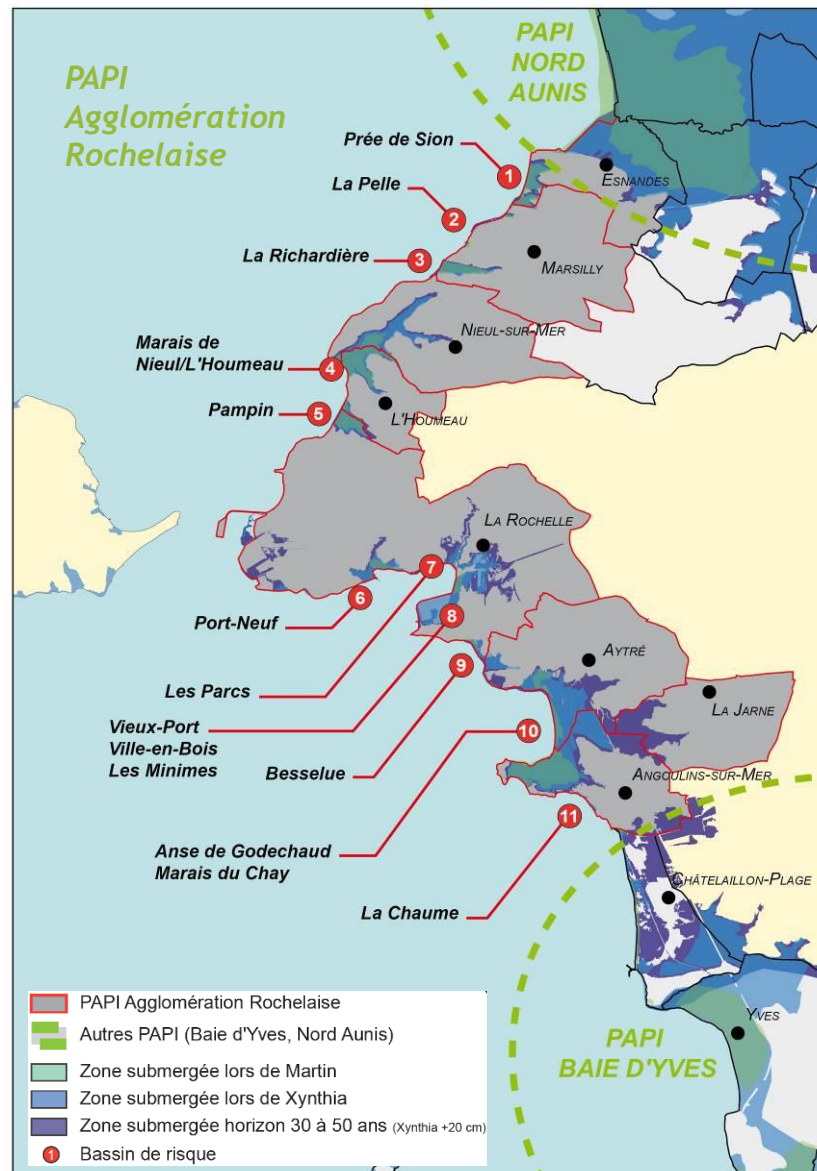 PAPI
Agglomération
Rochelaise
PAPI
NORD
AUNIS
Prée de Sion
1
ESNANDES
La Pelle
2
La Richardière
3
MARSILLY
Marais de
Nieul/L'Houmeau
4
NIEUL-SUR-MER
Pampin
5
L'HOUMEAU
LA ROCHELLE
7
6
Port-Neuf
8
Les Parcs
9
AYTRÉ
Vieux-Port
Ville-en-Bois
Les Minimes
LA JARNE
10
Besselue
ANGOULINS-SUR-MER
11
Anse de Godechaud
Marais du Chay
CHÂTELAILLON-PLAGE
La Chaume
YVES
PAPI
BAIE D'YVES
PAPI Agglomération Rochelaise
Autres PAPI (Baie d'Yves, Nord Aunis)
Zone submergée lors de Martin
Zone submergée lors de Xynthia
Zone submergée horizon 30 à 50 ans (Xynthia +20 cm)
1 Bassin de risque